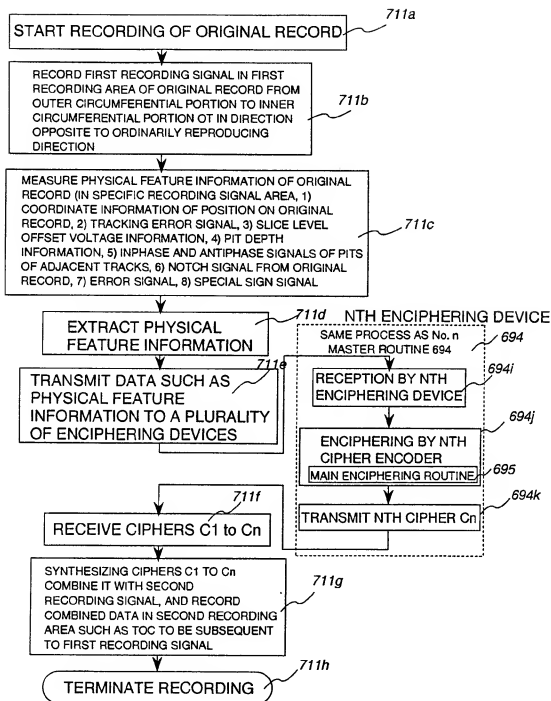 711a
START RECORDING OF ORIGINAL RECORD
RECORD FIRST RECORDING SIGNAL IN FIRST
RECORDING AREA OF ORIGINAL RECORD FROM
OUTER CIRCUMFERENTIAL PORTION TO INNER
CIRCUMFERENTIAL PORTION OT IN DIRECTION
OPPOSITE TO ORDINARILY REPRODUCING
DIRECTION
711b
MEASURE PHYSICAL FEATURE INFORMATION OF ORIGINAL
RECORD (IN SPECIFIC RECORDING SIGNAL AREA, 1)
COORDINATE INFORMATION OF POSITION ON ORIGINAL
RECORD, 2) TRACKING ERROR SIGNAL, 3) SLICE LEVEL
OFFSET VOLTAGE INFORMATION, 4) PIT DEPTH
INFORMATION, 5) INPHASE AND ANTIPHASE SIGNALS OF PITS
OF ADJACENT TRACKS, 6) NOTCH SIGNAL FROM ORIGINAL
RECORD, 7) ERROR SIGNAL, 8) SPECIAL SIGN SIGNAL
711c
711d
EXTRACT PHYSICAL
FEATURE INFORMATION
711e
TRANSMIT DATA SUCH AS
PHYSICAL FEATURE
INFORMATION TO A PLURALITY
OF ENCIPHERING DEVICES
NTH ENCIPHERING DEVICE
SAME PROCESS AS No. n
MASTER ROUTINE 694
694
RECEPTION BY NTH
ENCIPHERING DEVICE
694i
694j
ENCIPHERING BY NTH
CIPHER ENCODER
MAIN ENCIPHERING ROUTINE
695
694k
TRANSMIT NTH CIPHER Cn
711f
RECEIVE CIPHERS C1 to Cn
SYNTHESIZING CIPHERS C1 TO Cn
COMBINE IT WITH SECOND
RECORDING SIGNAL, AND RECORD
COMBINED DATA IN SECOND RECORDING
AREA SUCH AS TOC TO BE SUBSEQUENT
TO FIRST RECORDING SIGNAL
711g
711h
TERMINATE RECORDING